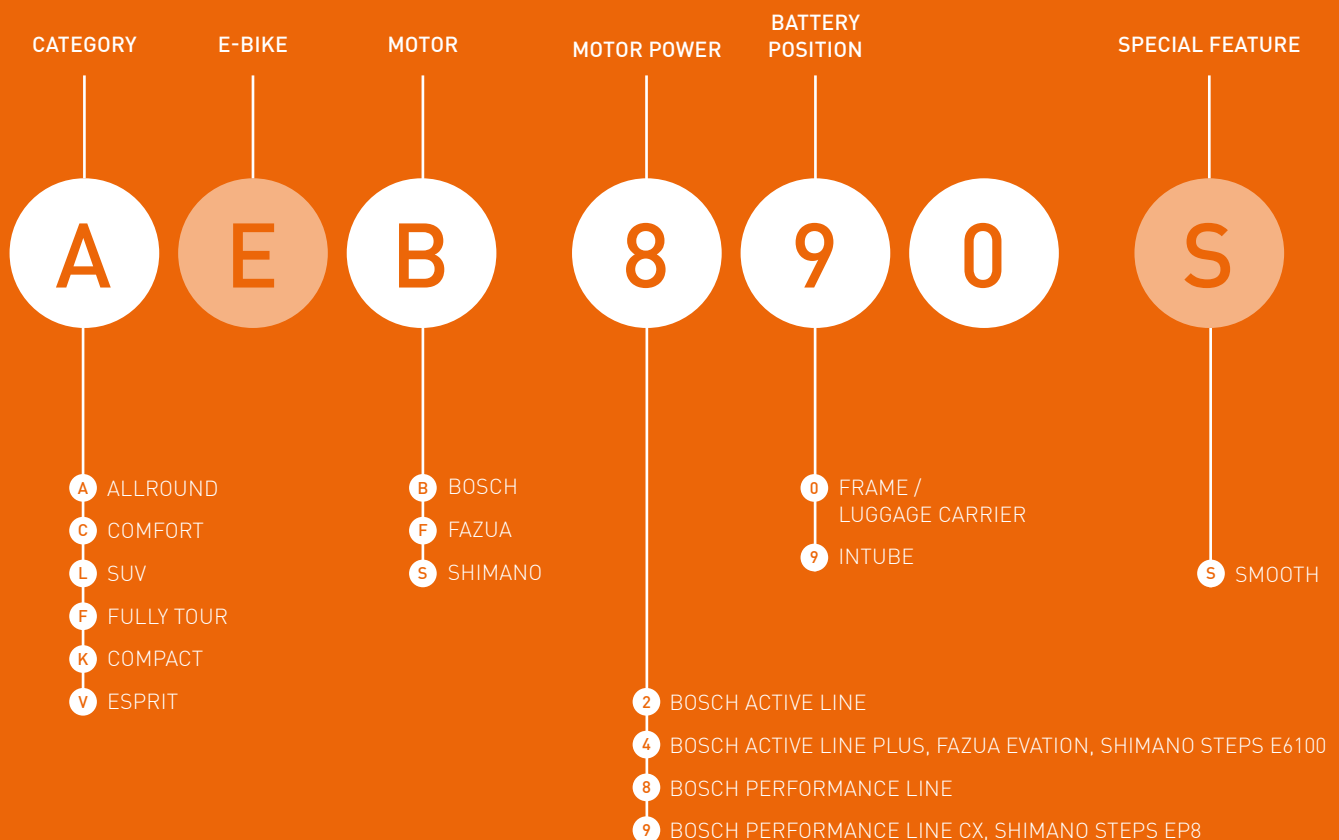 CATEGORY
E-BIKE
MOTOR
MOTOR POWER
BATTERY
POSITION
SPECIAL FEATURE
A
E
B
8
9
0
S
A ALLROUND
C COMFORT
L SUV
F FULLY TOUR
K COMPACT
V ESPRIT
B BOSCH
F FAZUA
S SHIMANO
2 BOSCH ACTIVE LINE
4 BOSCH ACTIVE LINE PLUS, FAZUA EVATION, SHIMANO STEPS E6100
8 BOSCH PERFORMANCE LINE
9 BOSCH PERFORMANCE LINE CX, SHIMANO STEPS EP8
0 FRAME /
LUGGAGE CARRIER
9 INTUBE
S SMOOTH